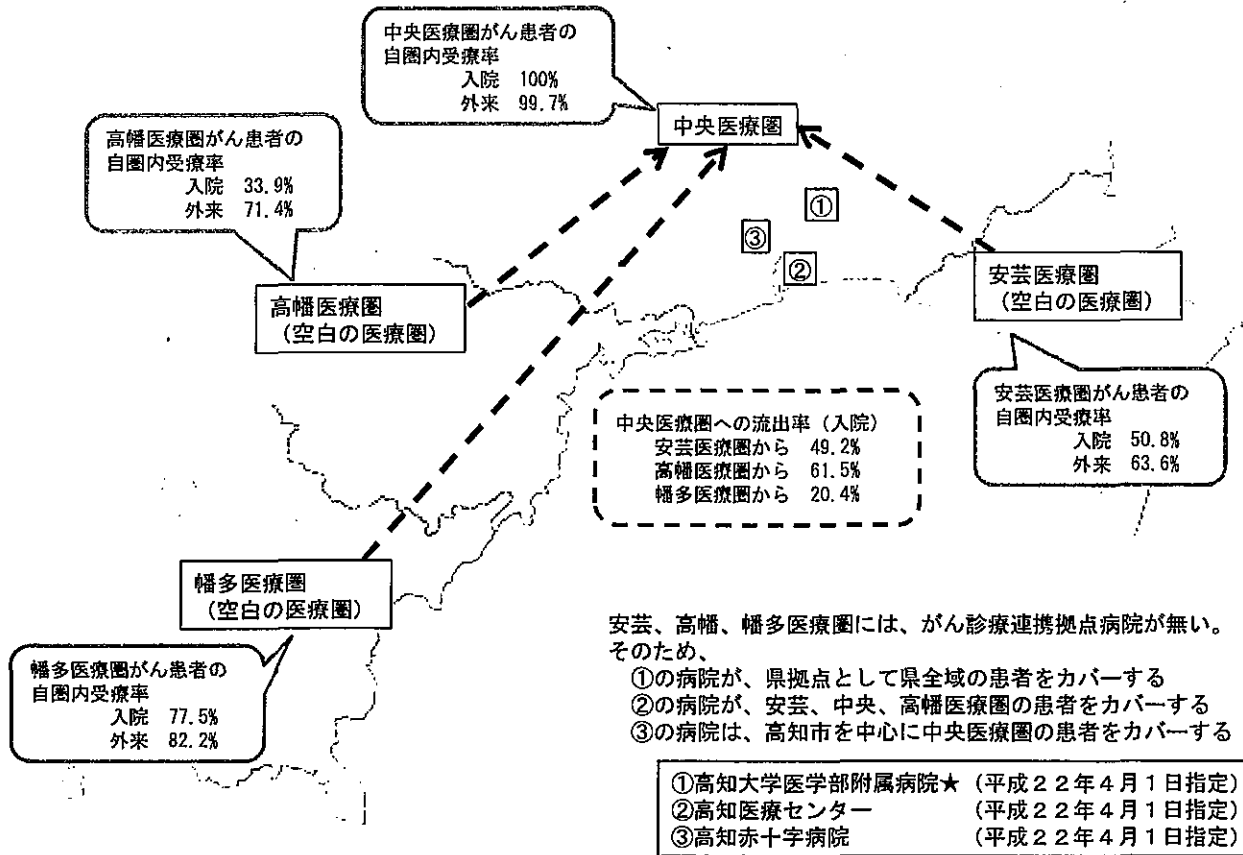 中央医療圏がん患者の
自圏内受療率
入院 100%
外来 99.7%
中央医療圏
高幡医療圏がん患者の
自圏内受療率
入院 33.9%
外来 71.4%
①
③
②
高幡医療圏
（空白の医療圏）
安芸医療圏
（空白の医療圏）
安芸医療圏がん患者の
自圏内受療率
入院 50.8%
外来 63.6%
中央医療圏への流出率（入院）
安芸医療圏から 49.2%
高幡医療圏から 61.5%
幡多医療圏から 20.4%
幡多医療圏
（空白の医療圏）
幡多医療圏がん患者の
自圏内受療率
入院 77.5%
外来 82.2%
安芸、高幡、幡多医療圏には、がん診療連携拠点病院が無い。
そのため、
①の病院が、県拠点として県全域の患者をカバーする
②の病院が、安芸、中央、高幡医療圏の患者をカバーする
③の病院は、高知市を中心に中央医療圏の患者をカバーする
①高知大学医学部附属病院★ （平成２２年４月１日指定）
②高知医療センター （平成２２年４月１日指定）
③高知赤十字病院 （平成２２年４月１日指定）